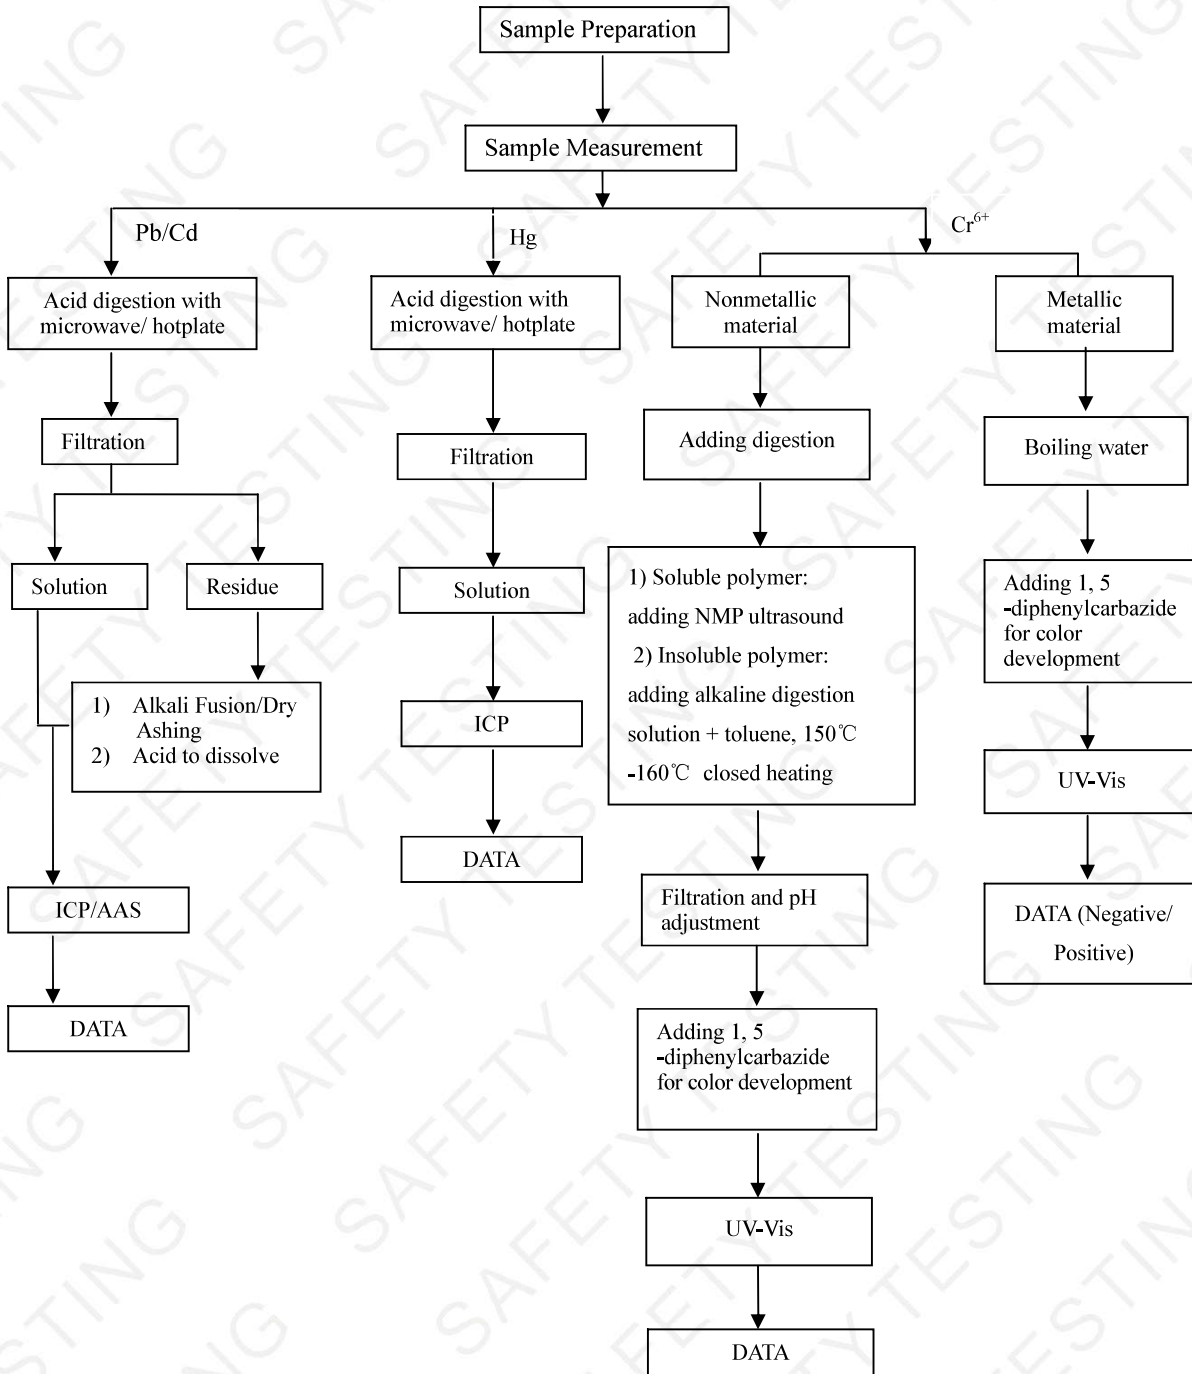 Sample Preparation
Sample Measurement
Pb/Cd
Hg
Cr6+
Acid digestion with
microwave/ hotplate
Filtration
Solution
Residue
1) Alkali Fusion/Dry
Ashing
2) Acid to dissolve
ICP/AAS
DATA
Acid digestion with
microwave/ hotplate
Filtration
Solution
ICP
DATA
Nonmetallic
material
Adding digestion
1) Soluble polymer:
adding NMP ultrasound
2) Insoluble polymer:
adding alkaline digestion
solution + toluene, 150℃
-160℃ closed heating
Filtration and pH
adjustment
Adding 1, 5
-diphenylcarbazide
for color development
UV-Vis
DATA
Metallic
material
Boiling water
Adding 1, 5
-diphenylcarbazide
for color
development
UV-Vis
DATA (Negative/
Positive)
SAFETY TESTING